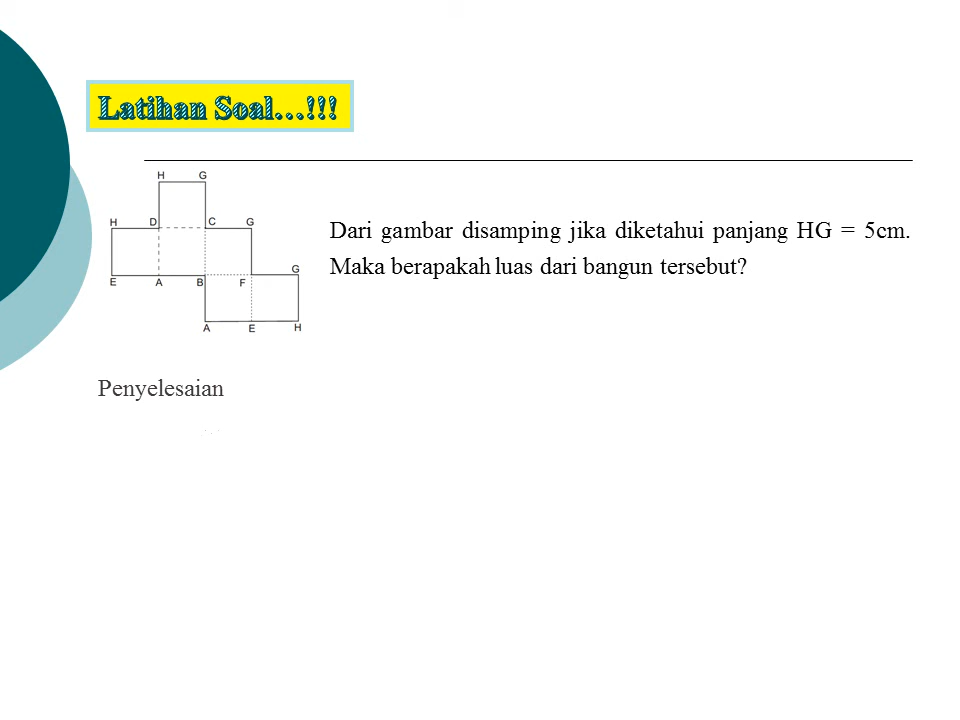 Latihan Soal...!!!
H G
H D C G
E A B F G
A E H
Dari gambar disamping jika diketahui panjang HG = 5cm.
Maka berapakah luas dari bangun tersebut?
Penyelesaian